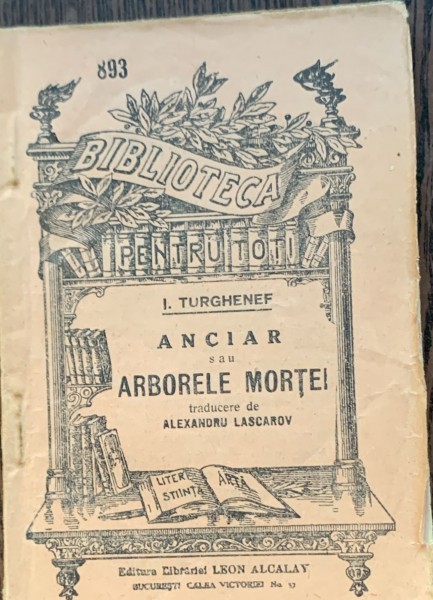 893
BIBLIOTECA
PENTRU TOȚI
I. TURGHENEF
ANCIAR
sau
ARBORELE MORȚEI
traducere de
ALEXANDRU LASCAROV
LITERE
ȘTIINȚĂ
ARTĂ
Editura Librăriei LEON ALCALAY
BUCUREȘTI CALEA VICTORIEI No. 37